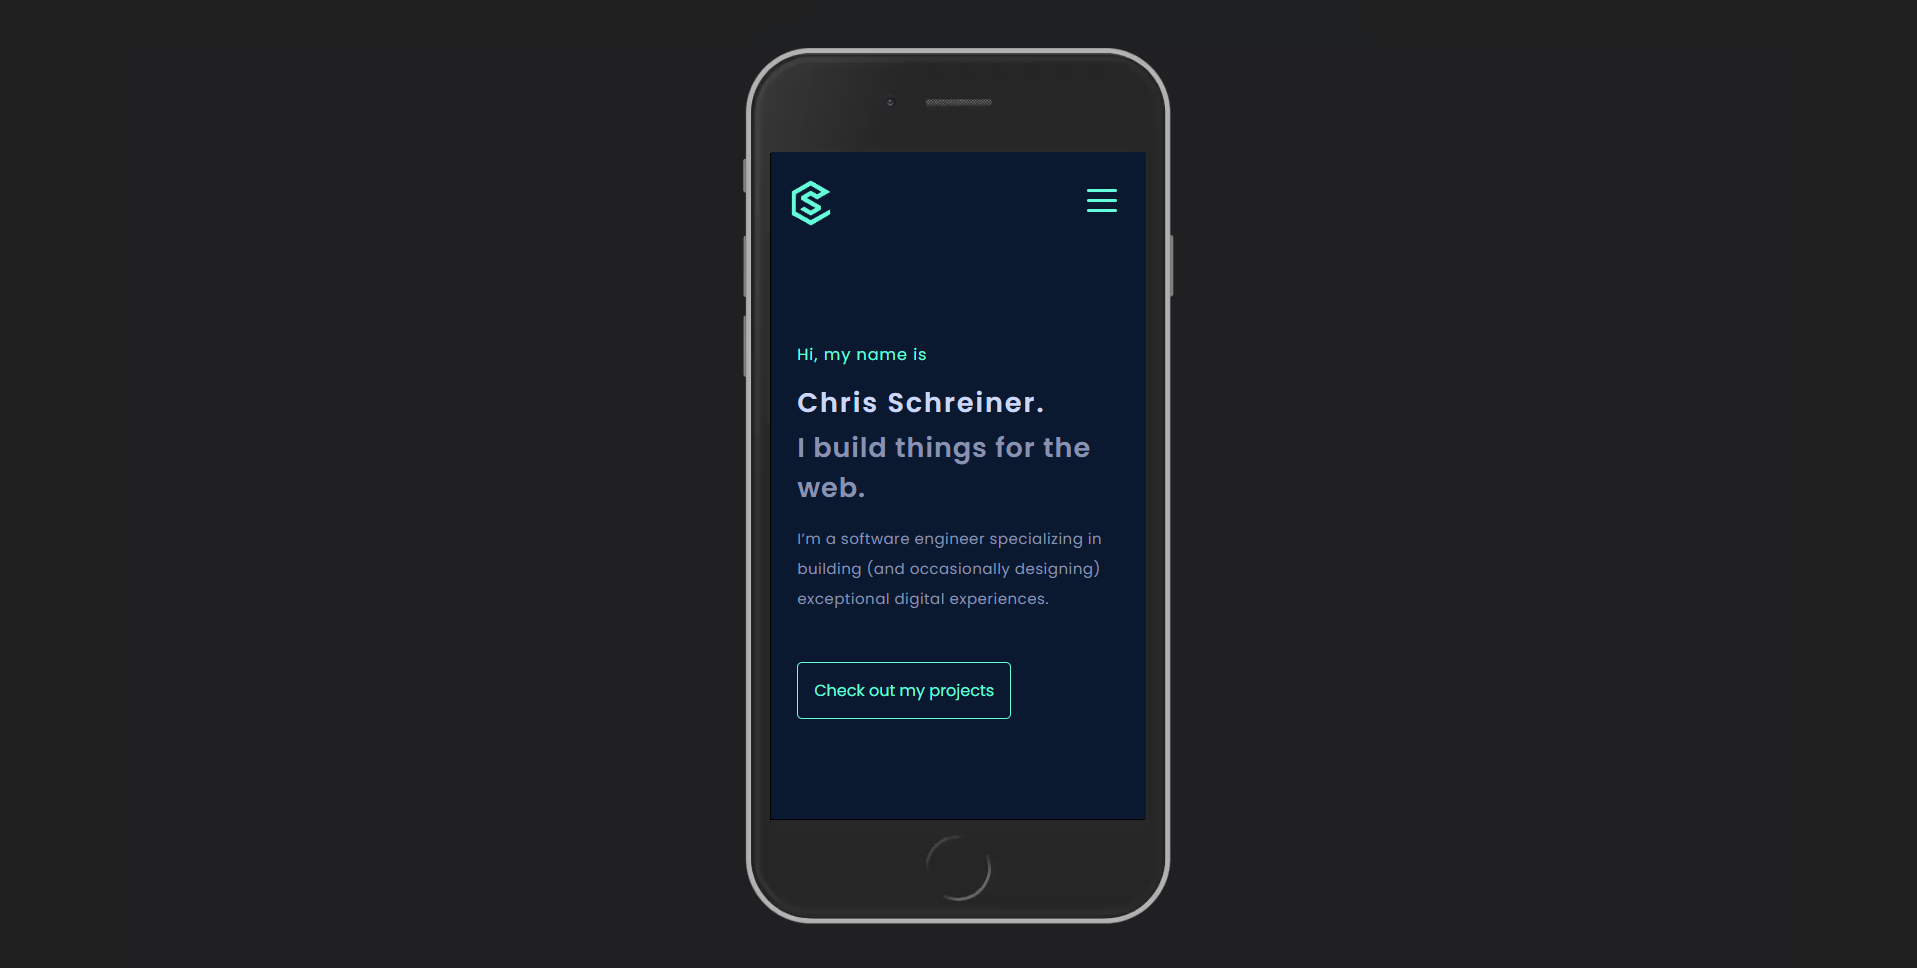 Hi, my name is
Chris Schreiner.
I build things for the
web.
I'm a software engineer specializing in
building (and occasionally designing)
exceptional digital experiences.
Check out my projects